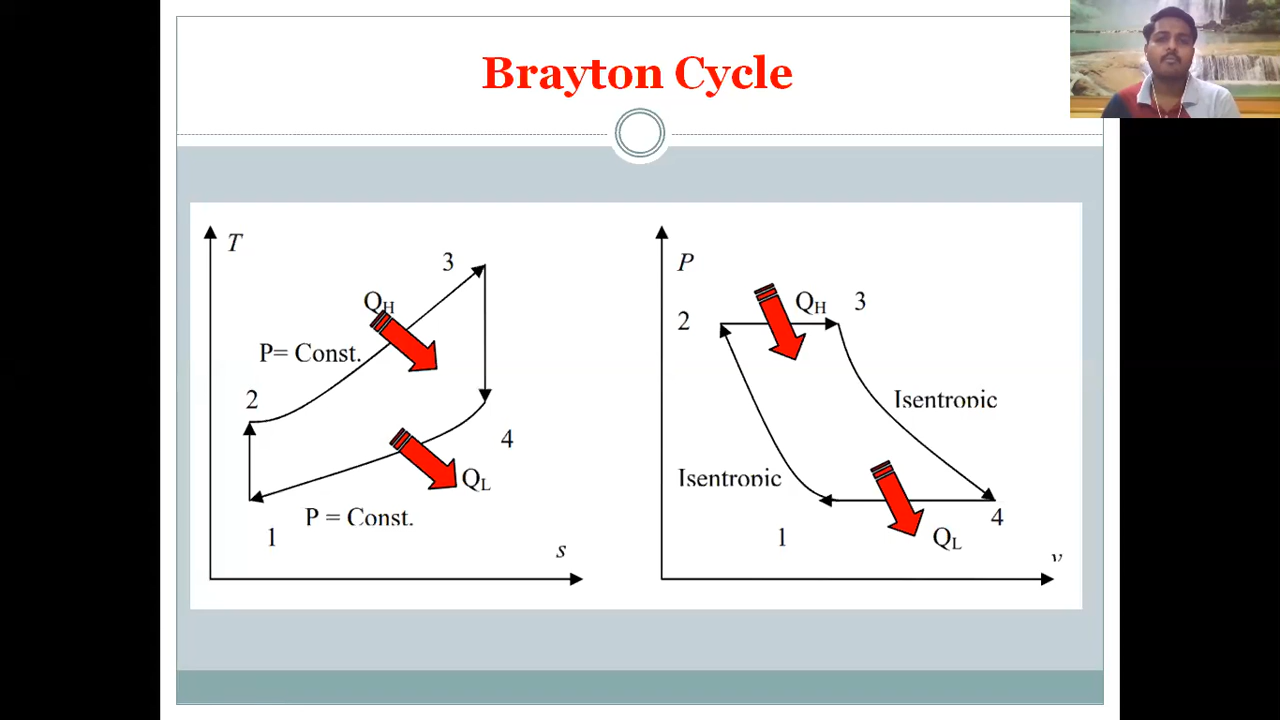 Brayton Cycle
T
3
QH
P= Const.
2
4
QL
P = Const.
1
s
P
QH
3
2
Isentropic
Isentropic
4
1
QL
v